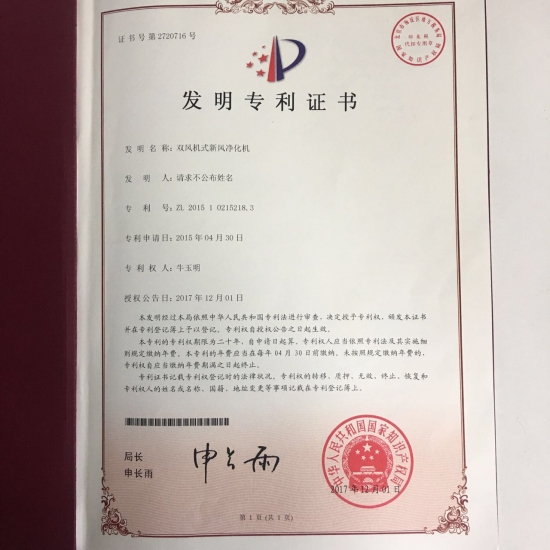 证书号第2720716号
发明专利证书
发 明 名 称：双风机式新风净化机
发 明 人：请求不公布姓名
专 利 号：ZL 2015 1 0215218.3
专利申请日：2015年04月30日
专 利 权 人：牛玉明
授权公告日：2017年12月01日
本发明经过本局依照中华人民共和国专利法进行审查，决定授予专利权，颁发本证书
并在专利登记簿上予以登记。专利权自授权公告之日起生效。
本专利的专利权期限为二十年，自申请日起算。专利权人应当依照专利法及其实施细
则规定缴纳年费。本专利的年费应当在每年04月30日前缴纳。未按照规定缴纳年费的，
专利权自应当缴纳年费期满之日起终止。
专利证书记载专利权登记时的法律状况。专利权的转移、质押、无效、终止、恢复和
专利权人的姓名或名称、国籍、地址变更等事项记载在专利登记簿上。
局长
申长雨
申长雨
中华人民共和国国家知识产权局
2017年12月01日
第1页(共1页)